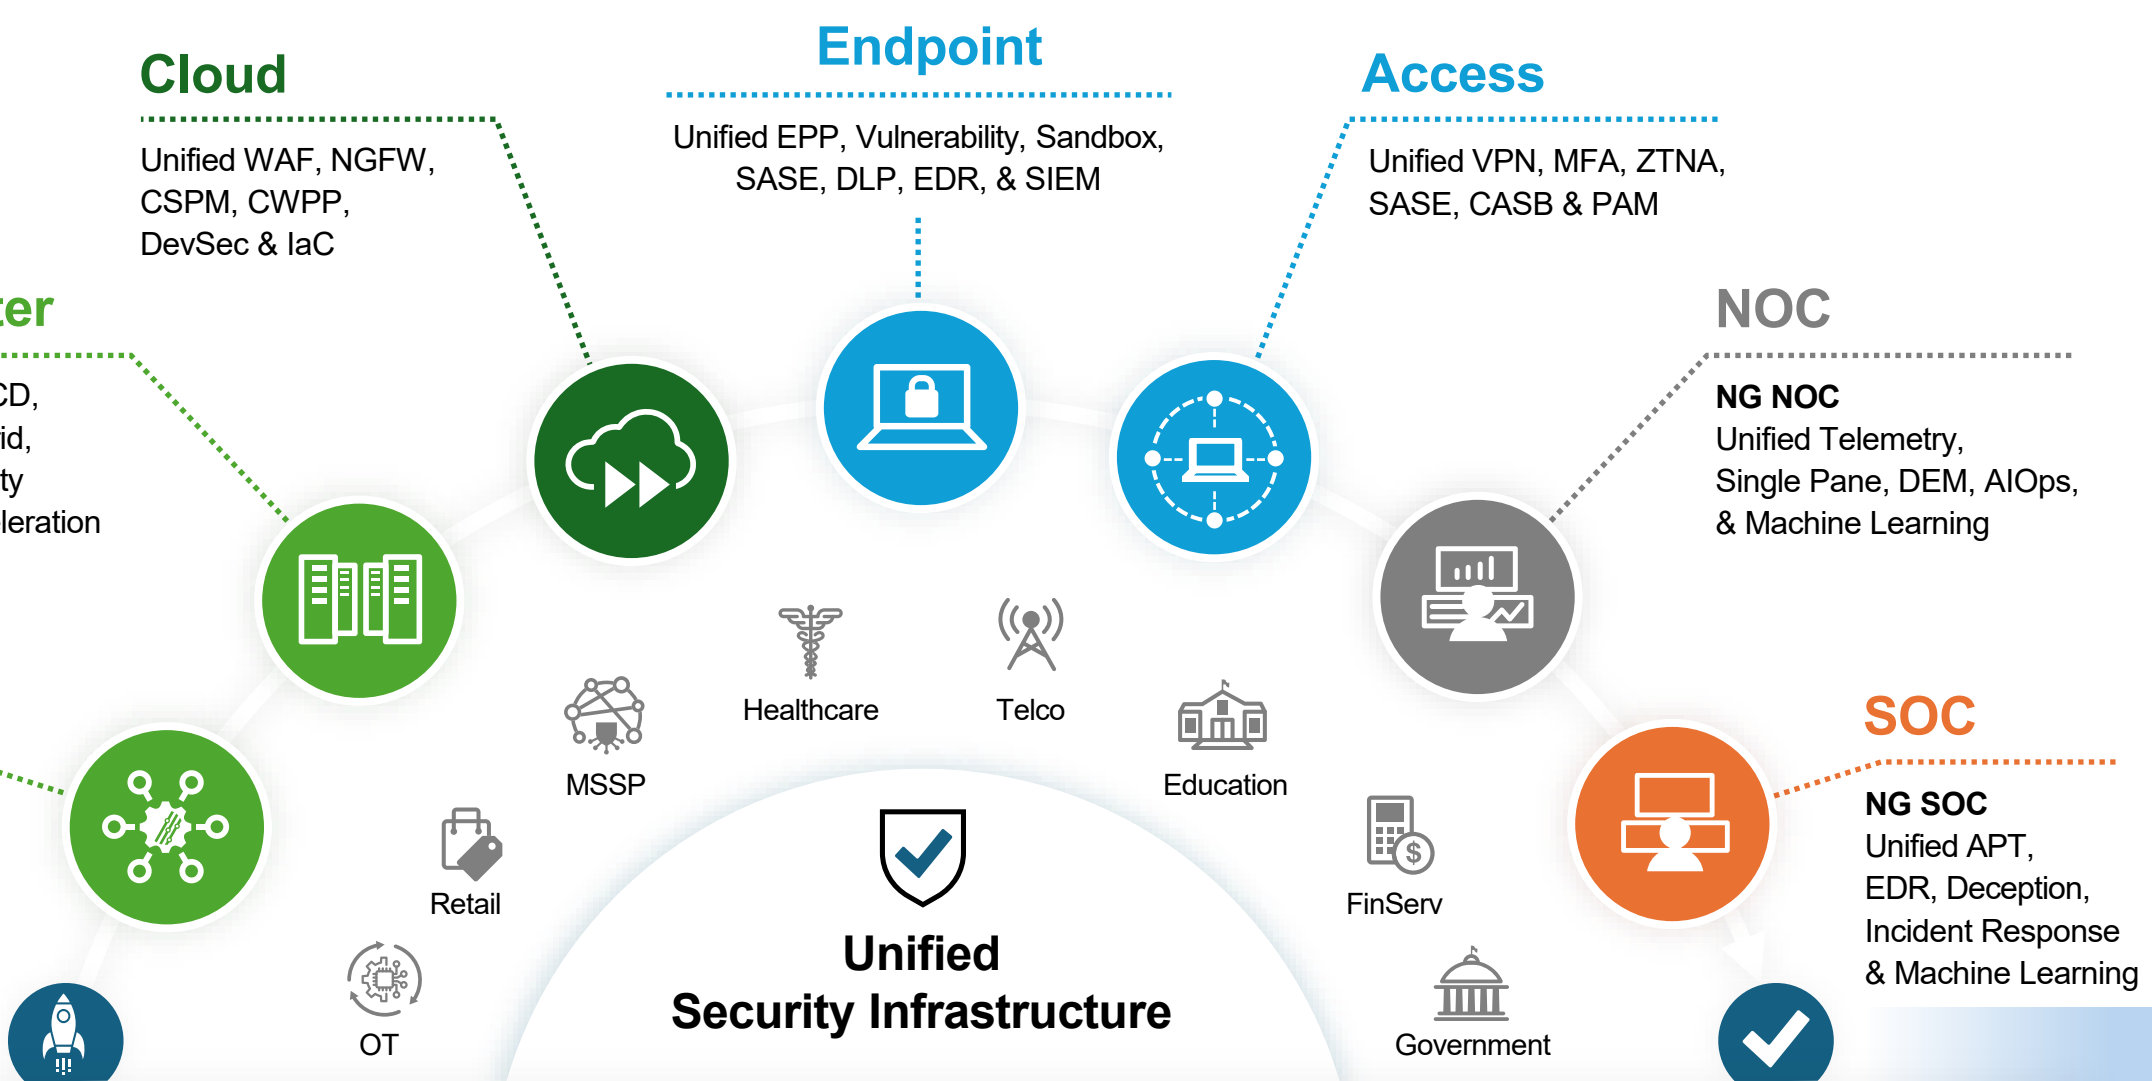 Cloud
Unified WAF, NGFW,
CSPM, CWPP,
DevSec & IaC
Endpoint
Unified EPP, Vulnerability, Sandbox,
SASE, DLP, EDR, & SIEM
Access
Unified VPN, MFA, ZTNA,
SASE, CASB & PAM
NOC
NG NOC
Unified Telemetry,
Single Pane, DEM, AIOps,
& Machine Learning
SOC
NG SOC
Unified APT,
EDR, Deception,
Incident Response
& Machine Learning
Healthcare
Telco
MSSP
Education
Retail
$
FinServ
OT
Government
Unified
Security Infrastructure